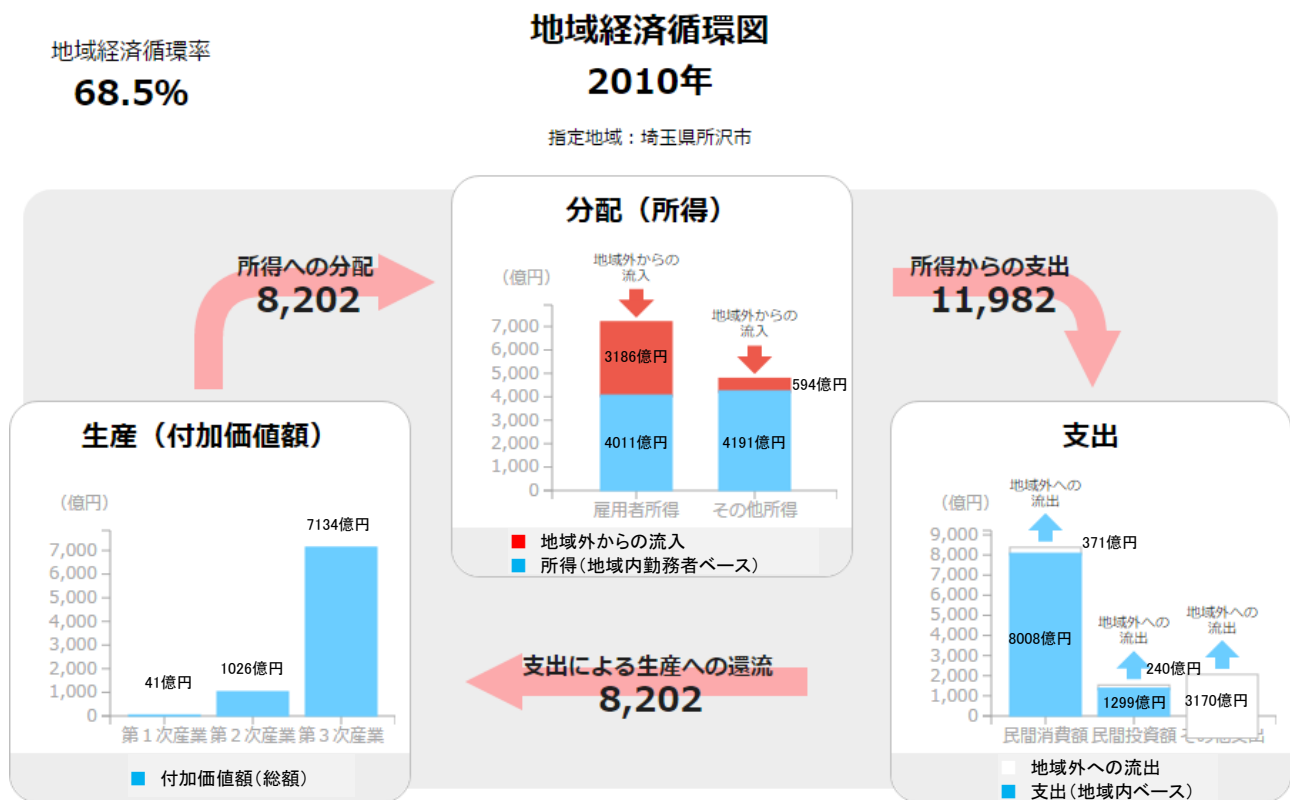 地域経済循環率
68.5%
地域経済循環図
2010年
指定地域：埼玉県所沢市
所得への分配
8,202
分配（所得）
（億円）
7,000
6,000
5,000
4,000
3,000
2,000
1,000
0
地域外からの
流入
地域外からの
流入
3186億円
4011億円
594億円
4191億円
雇用者所得
その他所得
地域外からの流入
所得（地域内勤務者ベース）
所得からの支出
11,982
生産（付加価値額）
（億円）
7,000
6,000
5,000
4,000
3,000
2,000
1,000
0
41億円
1026億円
7134億円
第１次産業
第２次産業
第３次産業
付加価値額（総額）
支出による生産への還流
8,202
支出
（億円）
9,000
8,000
7,000
6,000
5,000
4,000
3,000
2,000
1,000
0
地域外への
流出
371億円
8008億円
地域外への
流出
240億円
1299億円
地域外への
流出
3170億円
民間消費額
民間投資額
その他支出
地域外への流出
支出（地域内ベース）